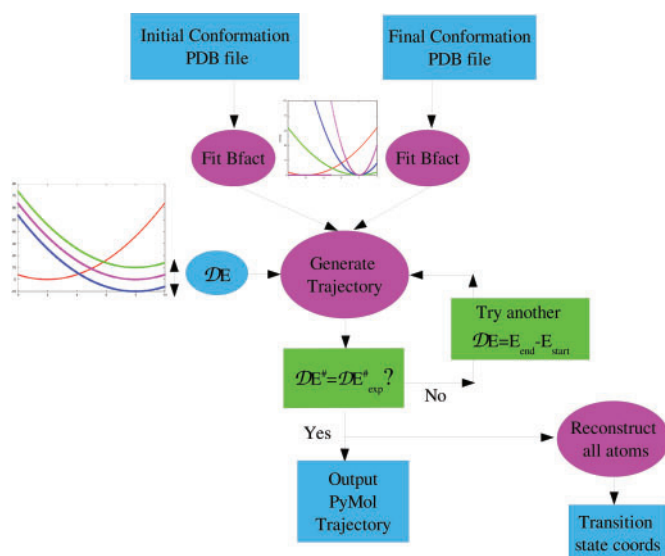 Initial Conformation
PDB file
Final Conformation
PDB file
Fit Bfact
Fit Bfact
𝒟E
Generate
Trajectory
Try another
𝒟E=E_end-E_start
𝒟E#=𝒟E#_exp?
No
Yes
Reconstruct
all atoms
Output
PyMol
Trajectory
Transition
state coords